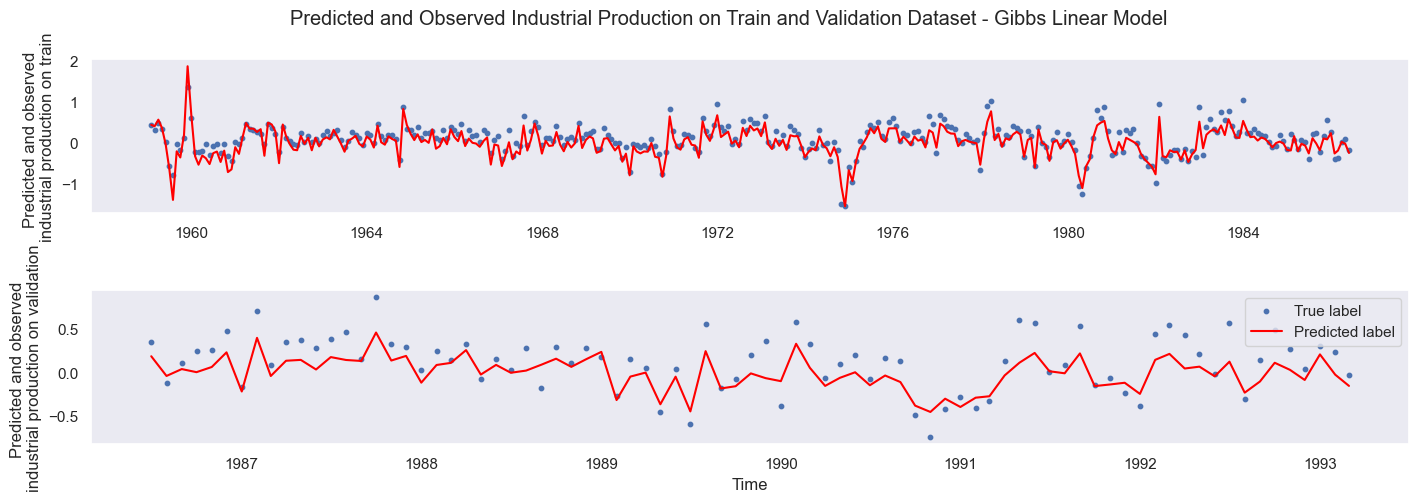 Predicted and Observed Industrial Production on Train and Validation Dataset - Gibbs Linear Model
Predicted and observed
industrial production on train
2
1
0
−1
1960
1964
1968
1972
1976
1980
1984
Predicted and observed
industrial production on validation
0.5
0.0
−0.5
True label
Predicted label
1987
1988
1989
1990
1991
1992
1993
Time